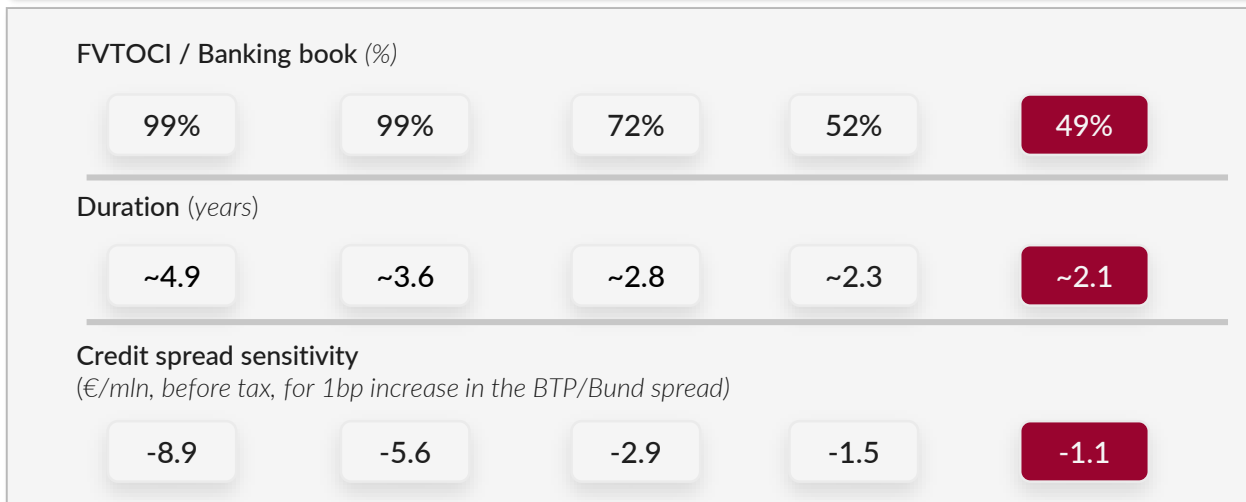 FVTOCI / Banking book (%)
99% 99% 72% 52% 49%
Duration (years)
~4.9 ~3.6 ~2.8 ~2.3 ~2.1
Credit spread sensitivity
(€/mln, before tax, for 1bp increase in the BTP/Bund spread)
-8.9 -5.6 -2.9 -1.5 -1.1